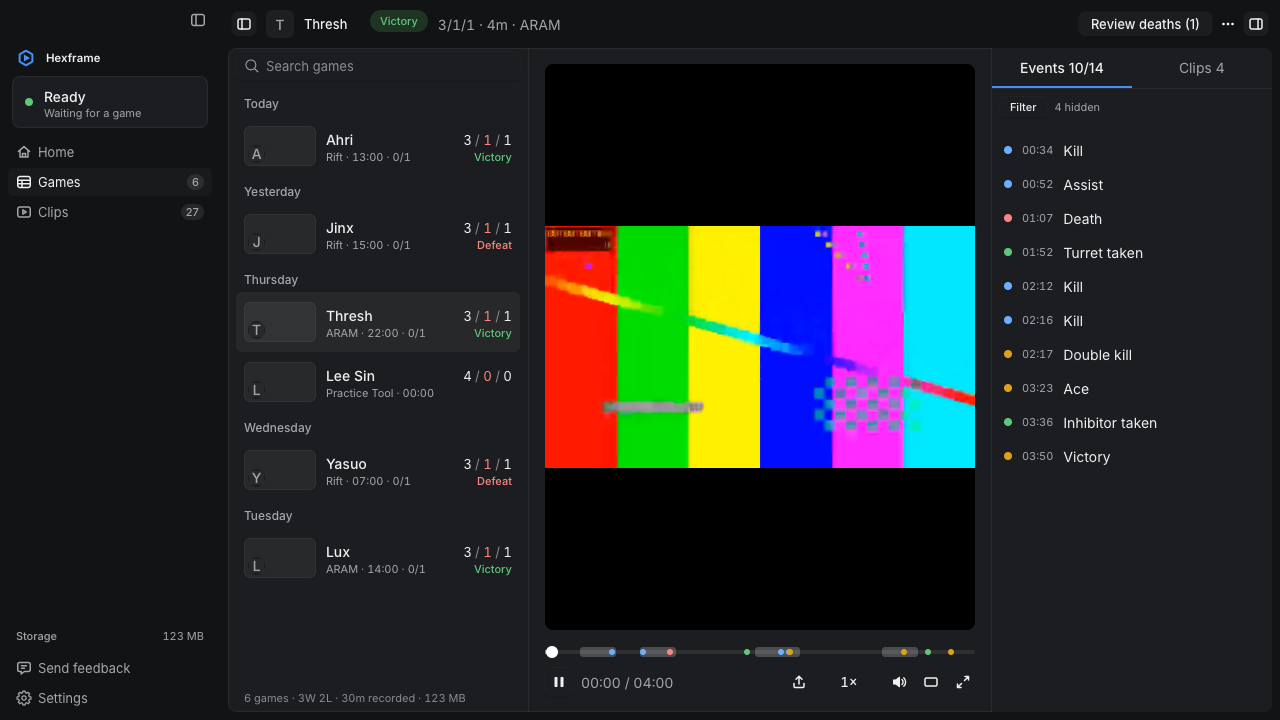 T Thresh Victory 3/1/1 · 4m · ARAM
Review deaths (1)
Hexframe
Ready
Waiting for a game
Home
Games 6
Clips 27
Storage 123 MB
Send feedback
Settings
Search games
Today
A
Ahri 3 / 1 / 1
Rift · 13:00 · 0/1 Victory
Yesterday
J
Jinx 3 / 1 / 1
Rift · 15:00 · 0/1 Defeat
Thursday
T
Thresh 3 / 1 / 1
ARAM · 22:00 · 0/1 Victory
L
Lee Sin 4 / 0 / 0
Practice Tool · 00:00
Wednesday
Y
Yasuo 3 / 1 / 1
Rift · 07:00 · 0/1 Defeat
Tuesday
L
Lux 3 / 1 / 1
ARAM · 14:00 · 0/1 Victory
6 games · 3W 2L · 30m recorded · 123 MB
00:00 / 04:00
1×
Events 10/14
Clips 4
Filter 4 hidden
00:34 Kill
00:52 Assist
01:07 Death
01:52 Turret taken
02:12 Kill
02:16 Kill
02:17 Double kill
03:23 Ace
03:36 Inhibitor taken
03:50 Victory